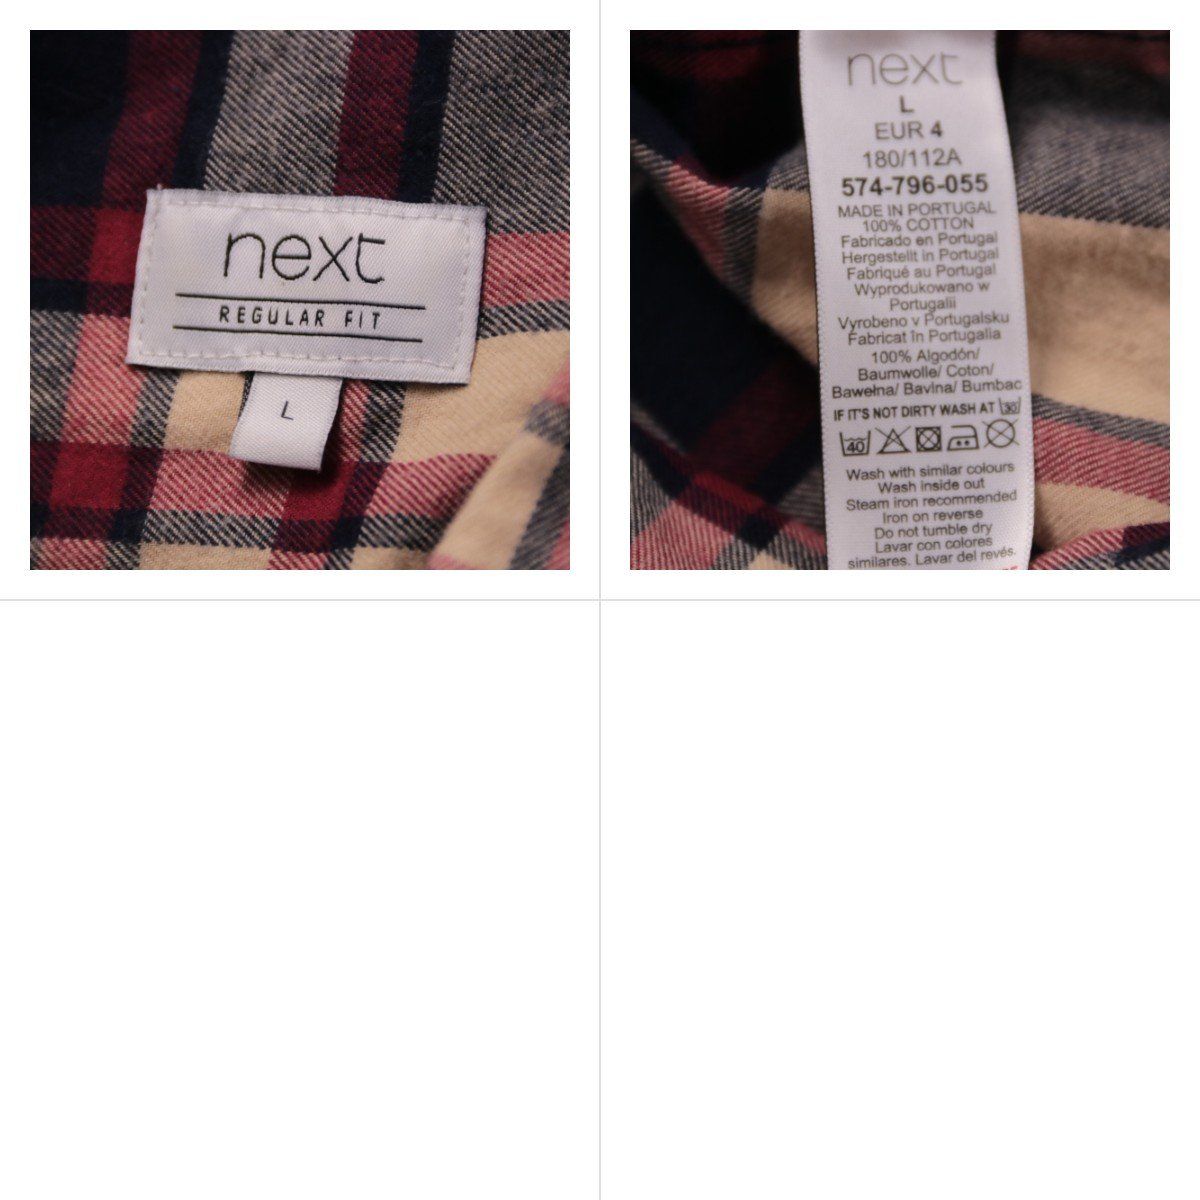 next
REGULAR FIT
L
next
L
EUR 4
180/112A
574-796-055
MADE IN PORTUGAL
100% COTTON
Fabricado en Portugal
Hergestellt in Portugal
Fabriqué au Portugal
Wyprodukowano w
Portugalii
Vyrobeno v Portugalsku
Fabricat în Portugalia
100% Algodón/
Baumwolle/ Coton/
Bawełna/ Bavlna/ Bumbac
IF IT'S NOT DIRTY WASH AT 30
40
Wash with similar colours
Wash inside out
Steam iron recommended
Iron on reverse
Do not tumble dry
Lavar con colores
similares. Lavar del revés.